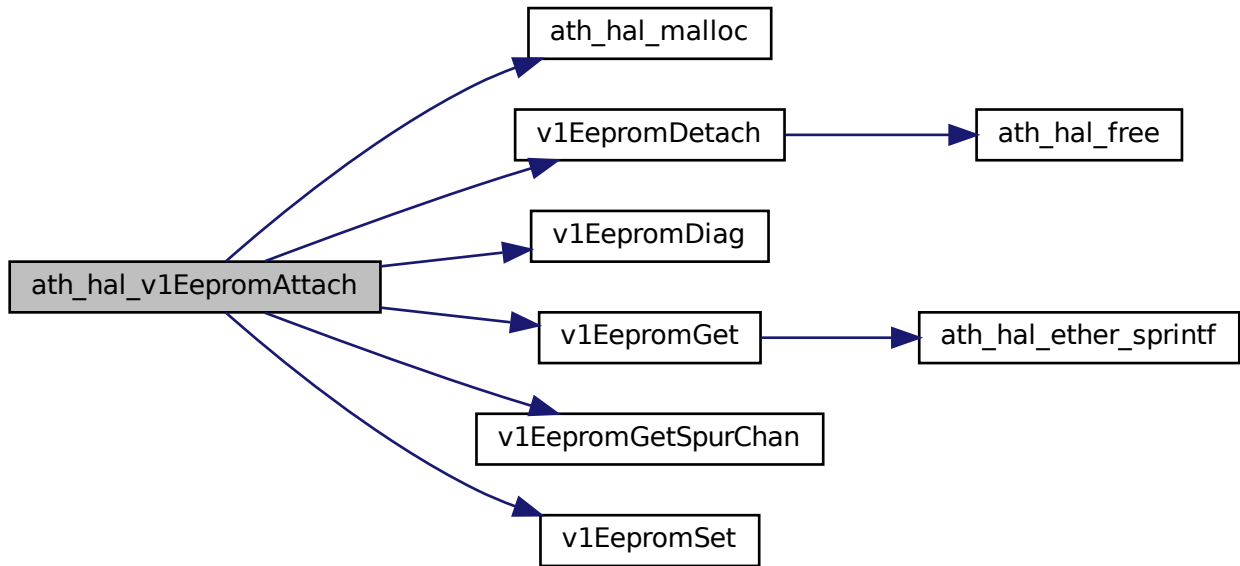 ath_hal_malloc
v1EepromDetach
ath_hal_free
v1EepromDiag
ath_hal_v1EepromAttach
v1EepromGet
ath_hal_ether_sprintf
v1EepromGetSpurChan
v1EepromSet